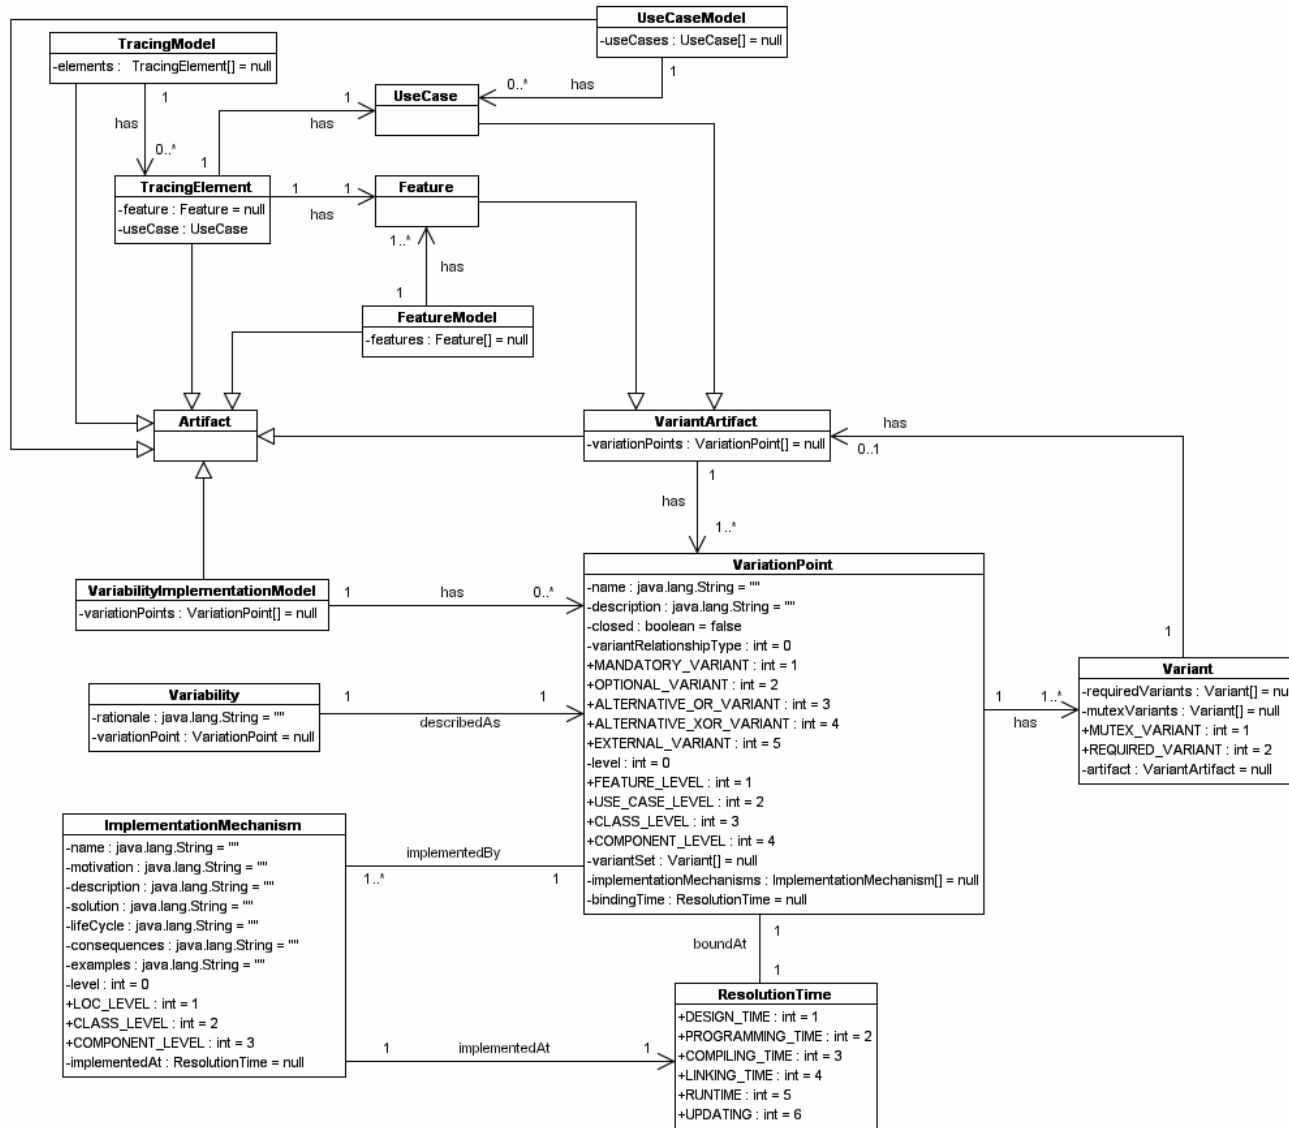 UseCaseModel
-useCases : UseCase[] = null
TracingModel
-elements : TracingElement[] = null
1
has
0..*
1
0..*
has
UseCase
1
has
1
TracingElement
-feature : Feature = null
-useCase : UseCase
1
1
has
Feature
1..*
has
1
FeatureModel
-features : Feature[] = null
Artifact
VariantArtifact
-variationPoints : VariationPoint[] = null
has
0..1
1
has
1..*
VariationPoint
-name : java.lang.String = ""
-description : java.lang.String = ""
-closed : boolean = false
-variantRelationshipType : int = 0
+MANDATORY_VARIANT : int = 1
+OPTIONAL_VARIANT : int = 2
+ALTERNATIVE_OR_VARIANT : int = 3
+ALTERNATIVE_XOR_VARIANT : int = 4
+EXTERNAL_VARIANT : int = 5
-level : int = 0
+FEATURE_LEVEL : int = 1
+USE_CASE_LEVEL : int = 2
+CLASS_LEVEL : int = 3
+COMPONENT_LEVEL : int = 4
-variantSet : Variant[] = null
-implementationMechanisms : ImplementationMechanism[] = null
-bindingTime : ResolutionTime = null
VariabilityImplementationModel
-variationPoints : VariationPoint[] = null
1
has
0..*
Variability
-rationale : java.lang.String = ""
-variationPoint : VariationPoint = null
1
describedAs
1
1
Variant
-requiredVariants : Variant[] = nu
-mutexVariants : Variant[] = null
+MUTEX_VARIANT : int = 1
+REQUIRED_VARIANT : int = 2
-artifact : VariantArtifact = null
1
1..*
has
ImplementationMechanism
-name : java.lang.String = ""
-motivation : java.lang.String = ""
-description : java.lang.String = ""
-solution : java.lang.String = ""
-lifeCycle : java.lang.String = ""
-consequences : java.lang.String = ""
-examples : java.lang.String = ""
-level : int = 0
+LOC_LEVEL : int = 1
+CLASS_LEVEL : int = 2
+COMPONENT_LEVEL : int = 3
-implementedAt : ResolutionTime = null
implementedBy
1..*
1
boundAt
1
1
ResolutionTime
+DESIGN_TIME : int = 1
+PROGRAMMING_TIME : int = 2
+COMPILING_TIME : int = 3
+LINKING_TIME : int = 4
+RUNTIME : int = 5
+UPDATING : int = 6
1
implementedAt
1